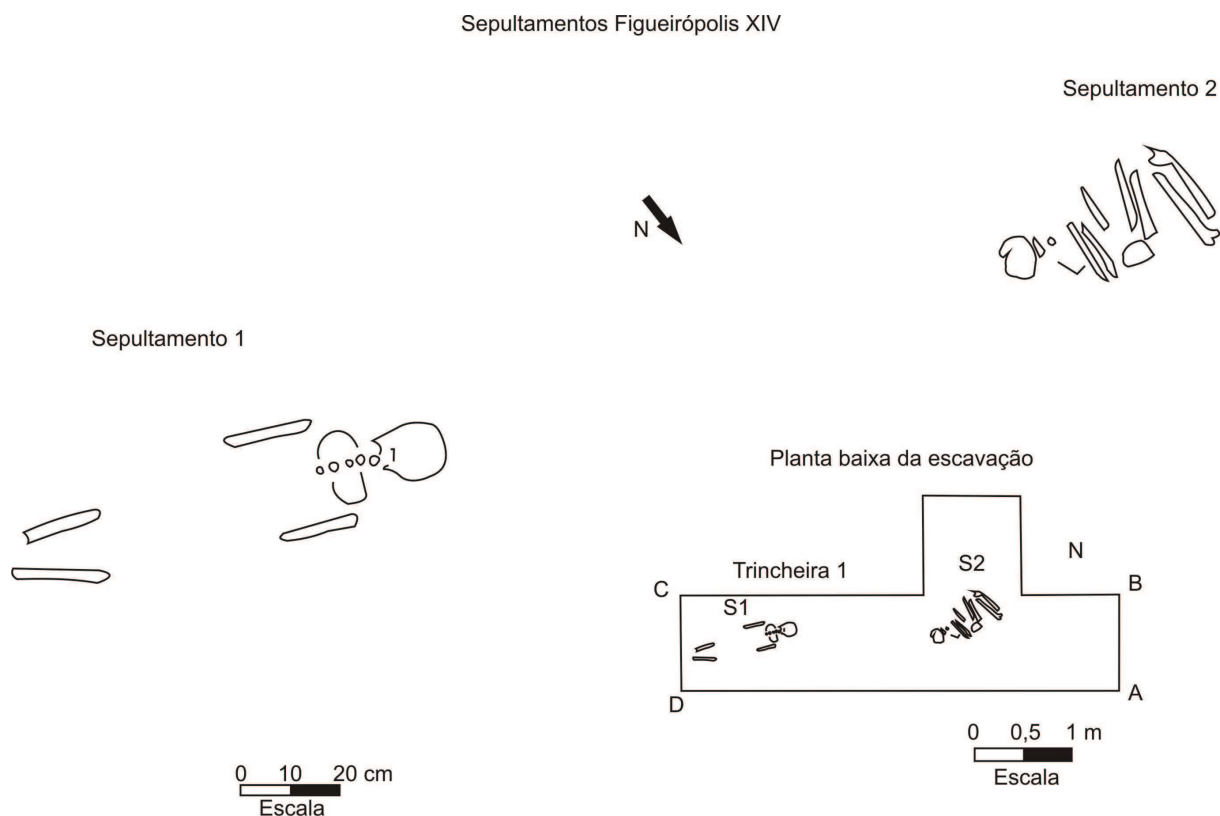 Sepultamentos Figueirópolis XIV
Sepultamento 2
N
Sepultamento 1
Planta baixa da escavação
N
S2
Trincheira 1
C
B
S1
D
A
0 0,5 1 m
Escala
0 10 20 cm
Escala